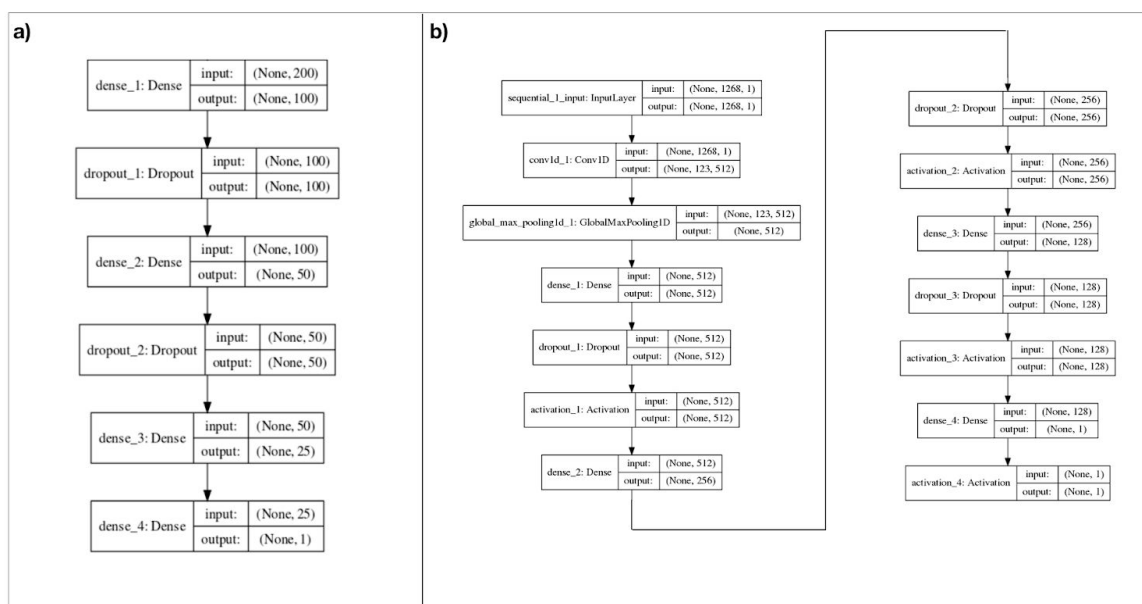 a)
dense_1: Dense
input: (None, 200)
output: (None, 100)
dropout_1: Dropout
input: (None, 100)
output: (None, 100)
dense_2: Dense
input: (None, 100)
output: (None, 50)
dropout_2: Dropout
input: (None, 50)
output: (None, 50)
dense_3: Dense
input: (None, 50)
output: (None, 25)
dense_4: Dense
input: (None, 25)
output: (None, 1)
b)
sequential_1_input: InputLayer
input: (None, 1268, 1)
output: (None, 1268, 1)
conv1d_1: Conv1D
input: (None, 1268, 1)
output: (None, 123, 512)
global_max_pooling1d_1: GlobalMaxPooling1D
input: (None, 123, 512)
output: (None, 512)
dense_1: Dense
input: (None, 512)
output: (None, 512)
dropout_1: Dropout
input: (None, 512)
output: (None, 512)
activation_1: Activation
input: (None, 512)
output: (None, 512)
dense_2: Dense
input: (None, 512)
output: (None, 256)
dropout_2: Dropout
input: (None, 256)
output: (None, 256)
activation_2: Activation
input: (None, 256)
output: (None, 256)
dense_3: Dense
input: (None, 256)
output: (None, 128)
dropout_3: Dropout
input: (None, 128)
output: (None, 128)
activation_3: Activation
input: (None, 128)
output: (None, 128)
dense_4: Dense
input: (None, 128)
output: (None, 1)
activation_4: Activation
input: (None, 1)
output: (None, 1)